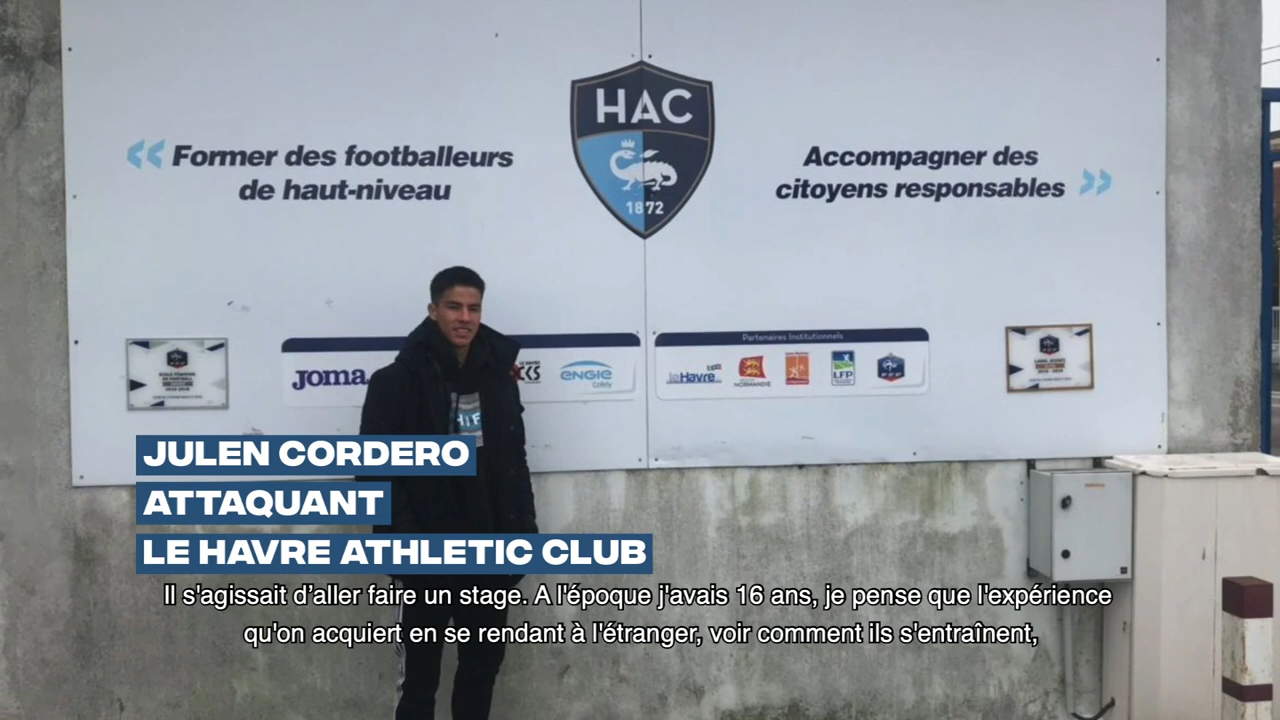 HAC
1872
Former des footballeurs
de haut-niveau
Accompagner des
citoyens responsables
Partenaires Institutionnels
Joma
CKS
ENGIE
Cofely
leHavre
NORMANDIE
LFP
JULEN CORDERO
ATTAQUANT
LE HAVRE ATHLETIC CLUB
Il s'agissait d’aller faire un stage. A l'époque j'avais 16 ans, je pense que l'expérience
qu'on acquiert en se rendant à l'étranger, voir comment ils s'entraînent,